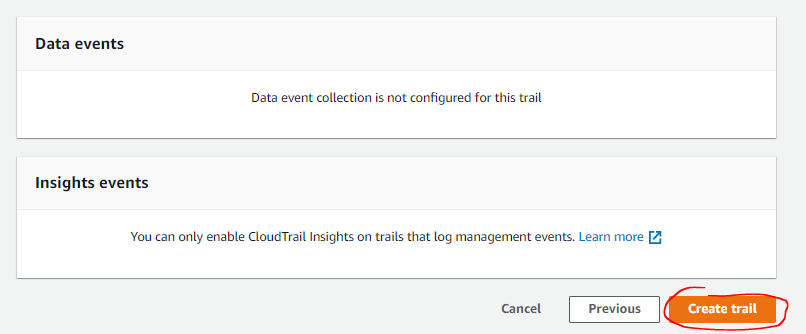 Data events
Data event collection is not configured for this trail
Insights events
You can only enable CloudTrail Insights on trails that log management events. Learn more
Cancel Previous Create trail